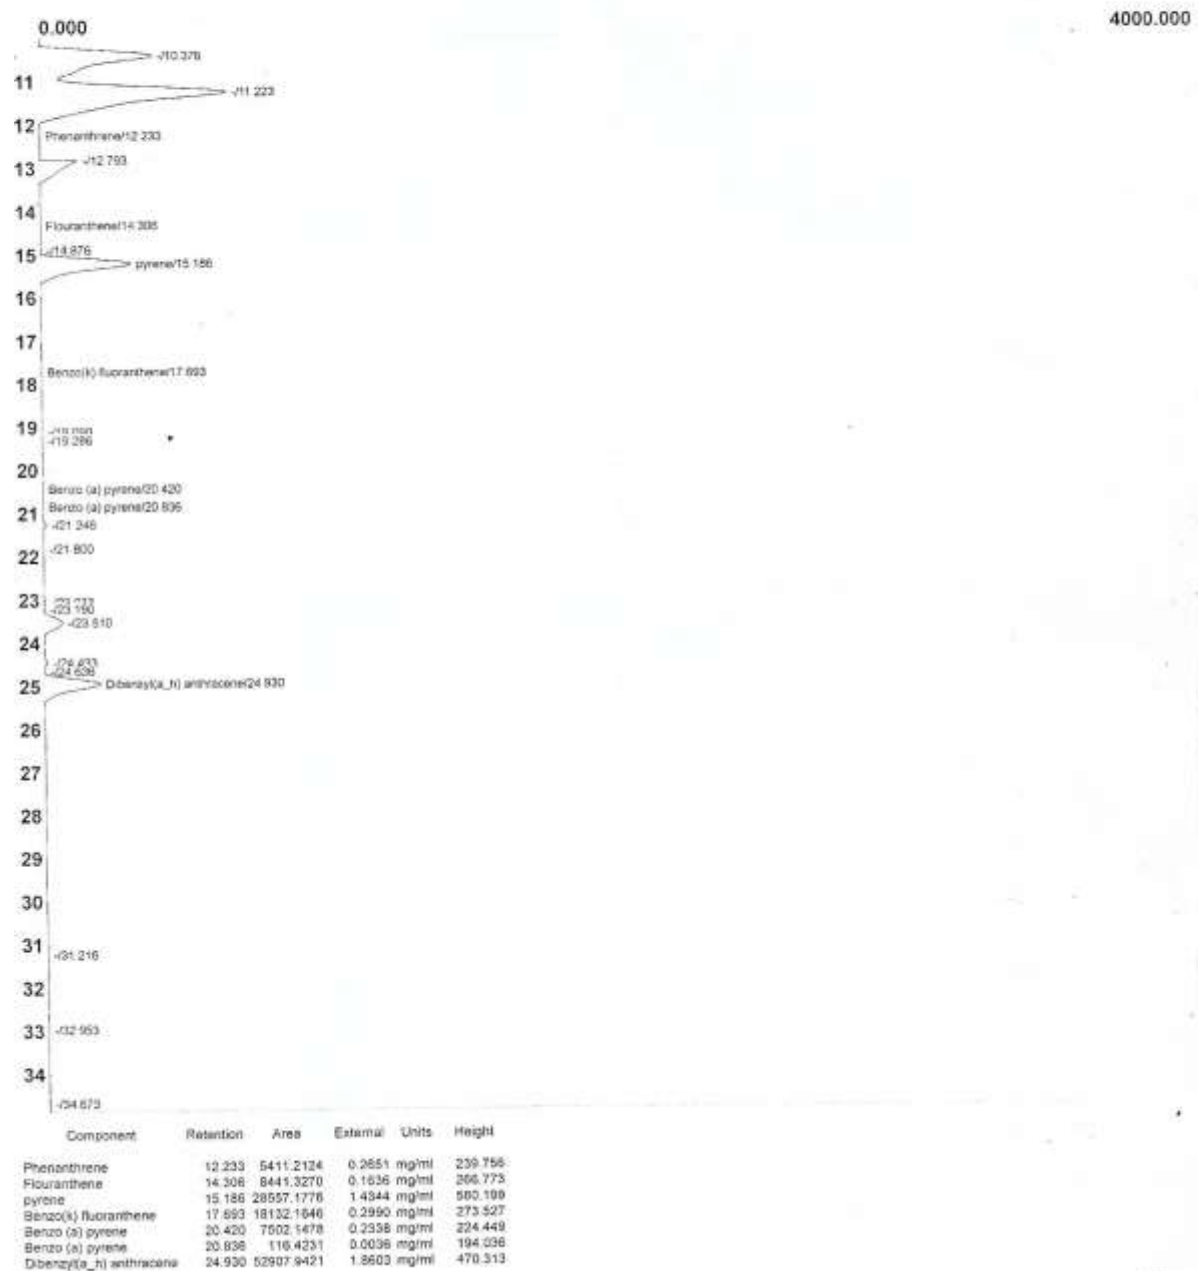 0.000 4000.000
-/10.376
11
-/11.223
12
Phenanthrene/12.233
-/12.793
13
14
Flouranthene/14.306
-/14.876
15
pyrene/15.186
16
17
Benzo(k) fluoranthene/17.693
18
19
-/19.286
20
Benzo (a) pyrene/20.420
Benzo (a) pyrene/20.836
21
-/21.246
-/21.800
22
23
-/23.190
-/23.510
24
-/24.433
-/24.636
25
Dibenzyl(a_h) anthracene/24.930
26
27
28
29
30
31
-/31.216
32
33
-/32.953
34
-/34.673
Component Retention Area External Units Height
Phenanthrene 12.233 5411.2124 0.2651 mg/ml 239.756
Flouranthene 14.306 8441.3270 0.1636 mg/ml 266.773
pyrene 15.186 28557.1776 1.4344 mg/ml 580.199
Benzo(k) fluoranthene 17.693 18132.1646 0.2990 mg/ml 273.527
Benzo (a) pyrene 20.420 7502.1478 0.2338 mg/ml 224.449
Benzo (a) pyrene 20.836 116.4231 0.0036 mg/ml 194.036
Dibenzyl(a_h) anthracene 24.930 52907.9421 1.8603 mg/ml 470.313